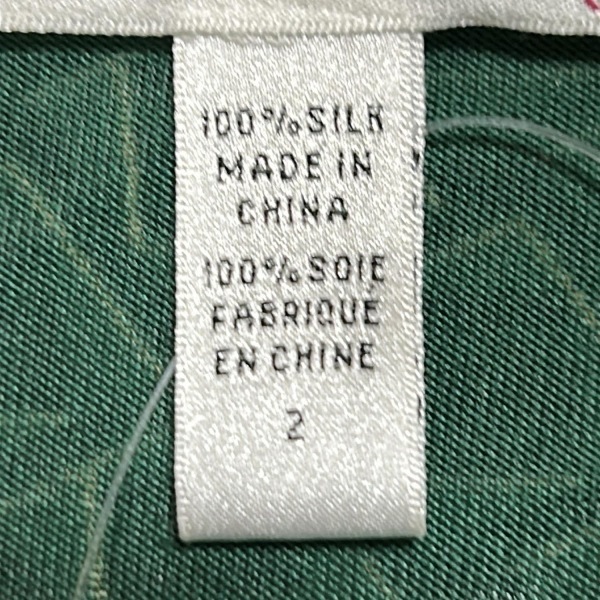 100% SILK
MADE IN
CHINA
100% SOIE
FABRIQUE
EN CHINE
2